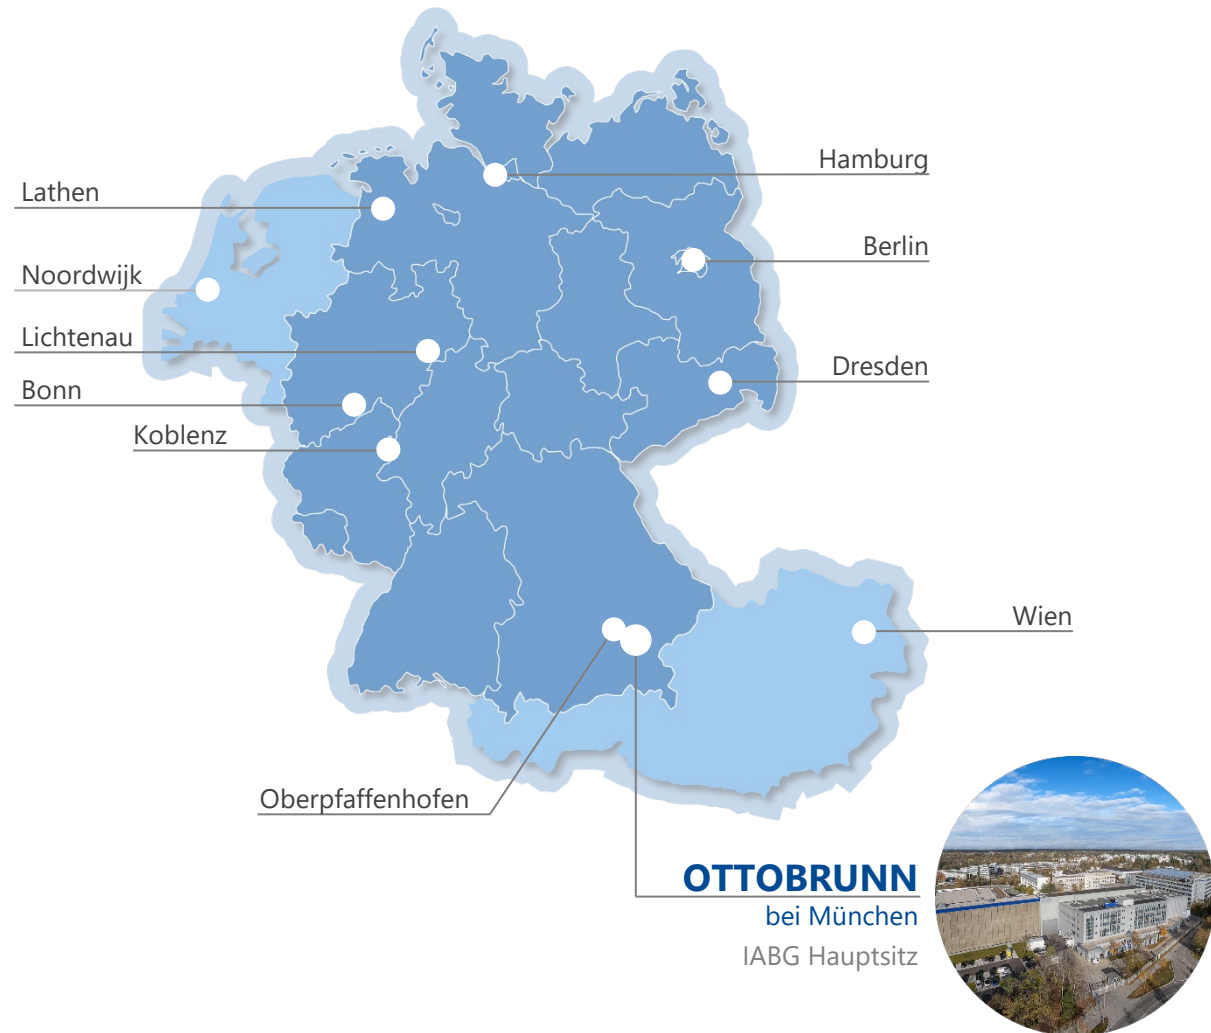 Hamburg
Lathen
Berlin
Noordwijk
Lichtenau
Dresden
Bonn
Koblenz
Wien
Oberpfaffenhofen
OTTOBRUNN
bei München
IABG Hauptsitz